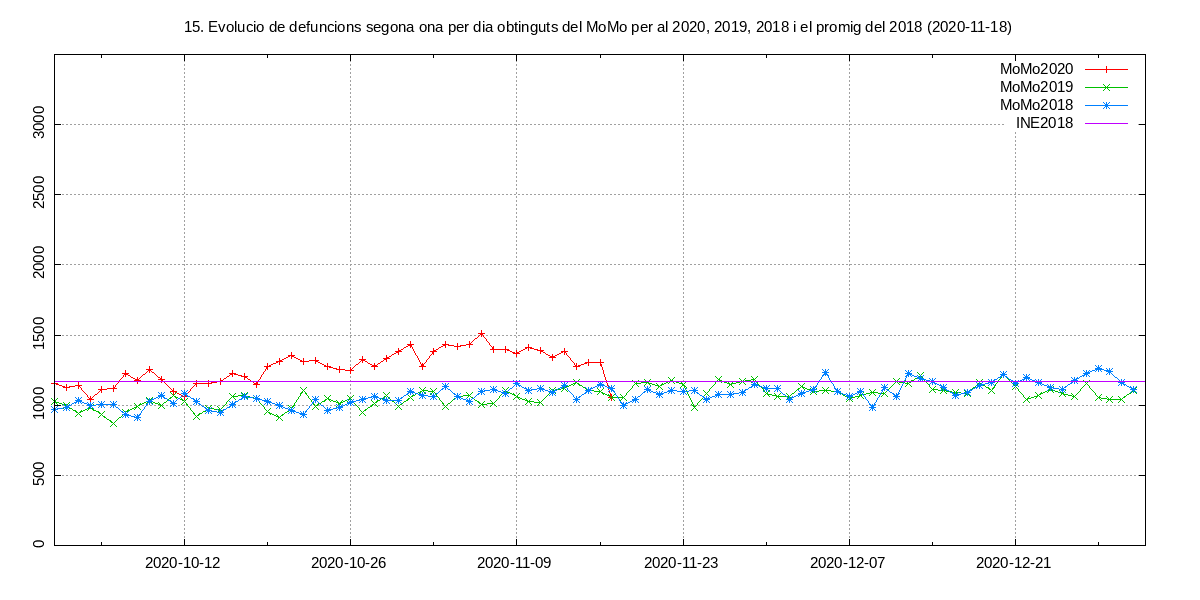 15. Evolucio de defuncions segona ona per dia obtinguts del MoMo per al 2020, 2019, 2018 i el promig del 2018 (2020-11-18)
MoMo2020
MoMo2019
MoMo2018
INE2018
3000
2500
2000
1500
1000
500
0
2020-10-12 2020-10-26 2020-11-09 2020-11-23 2020-12-07 2020-12-21